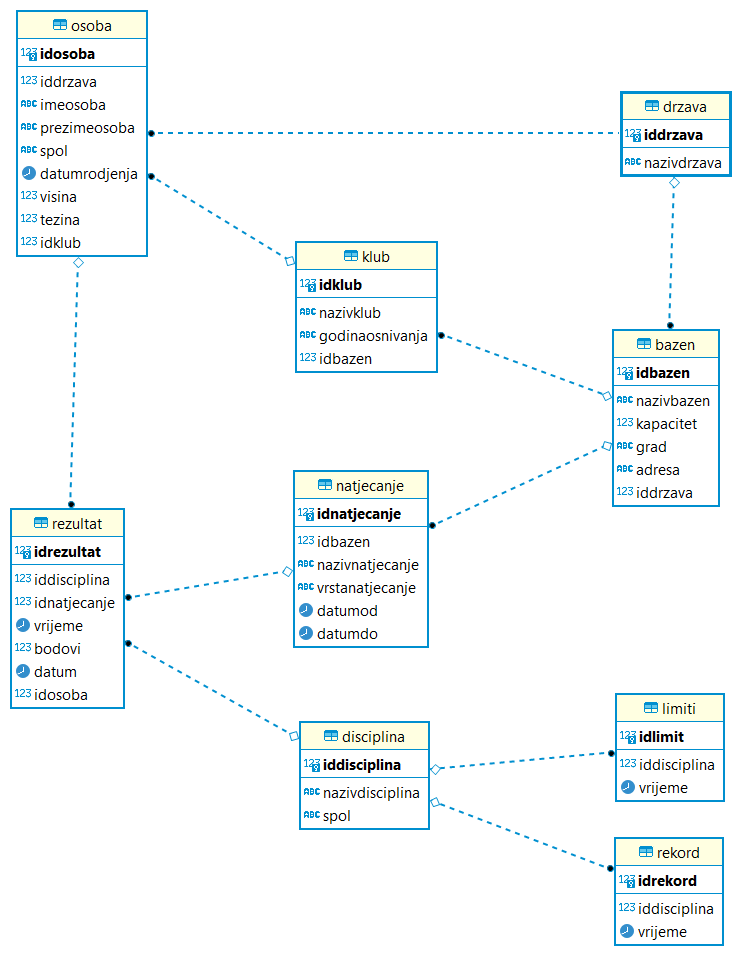 osoba
123 idosoba
123 iddrzava
ABC imeosoba
ABC prezimeosoba
ABC spol
datumrodjenja
123 visina
123 tezina
123 idklub
drzava
123 iddrzava
ABC nazivdrzava
klub
123 idklub
ABC nazivklub
ABC godinaosnivanja
123 idbazen
bazen
123 idbazen
ABC nazivbazen
123 kapacitet
ABC grad
ABC adresa
123 iddrzava
natjecanje
123 idnatjecanje
123 idbazen
ABC nazivnatjecanje
ABC vrstanatjecanje
datumod
datumdo
rezultat
123 idrezultat
123 iddisciplina
123 idnatjecanje
vrijeme
123 bodovi
datum
123 idosoba
disciplina
123 iddisciplina
ABC nazivdisciplina
ABC spol
limiti
123 idlimit
123 iddisciplina
vrijeme
rekord
123 idrekord
123 iddisciplina
vrijeme